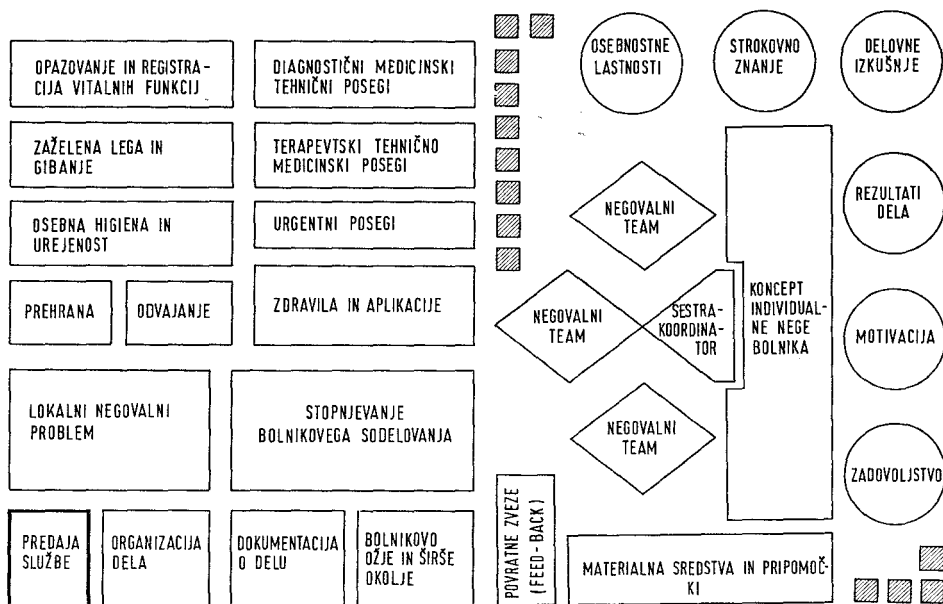 OPAZOVANJE IN REGISTRA-
CIJA VITALNIH FUNKCIJ
DIAGNOSTIČNI MEDICINSKI
TEHNIČNI POSEGI
ZAŽELENA LEGA IN
GIBANJE
TERAPEVTSKI TEHNIČNO
MEDICINSKI POSEGI
OSEBNA HIGIENA IN
UREJENOST
URGENTNI POSEGI
PREHRANA
ODVAJANJE
ZDRAVILA IN APLIKACIJE
LOKALNI NEGOVALNI
PROBLEM
STOPNJEVANJE
BOLNIKOVEGA SODELOVANJA
PREDAJA
SLUŽBE
ORGANIZACIJA
DELA
DOKUMENTACIJA
O DELU
BOLNIKOVO
OŽJE IN ŠIRŠE
OKOLJE
OSEBNOSTNE
LASTNOSTI
STROKOVNO
ZNANJE
DELOVNE
IZKUŠNJE
NEGOVALNI
TEAM
NEGOVALNI
TEAM
SESTRA-
KOORDINA-
TOR
KONCEPT
INDIVIDUAL-
NE NEGE
BOLNIKA
NEGOVALNI
TEAM
REZULTATI
DELA
MOTIVACIJA
ZADOVOLJSTVO
POVRATNE ZVEZE
(FEED-BACK)
MATERIALNA SREDSTVA IN PRIPOMOČ-
KI